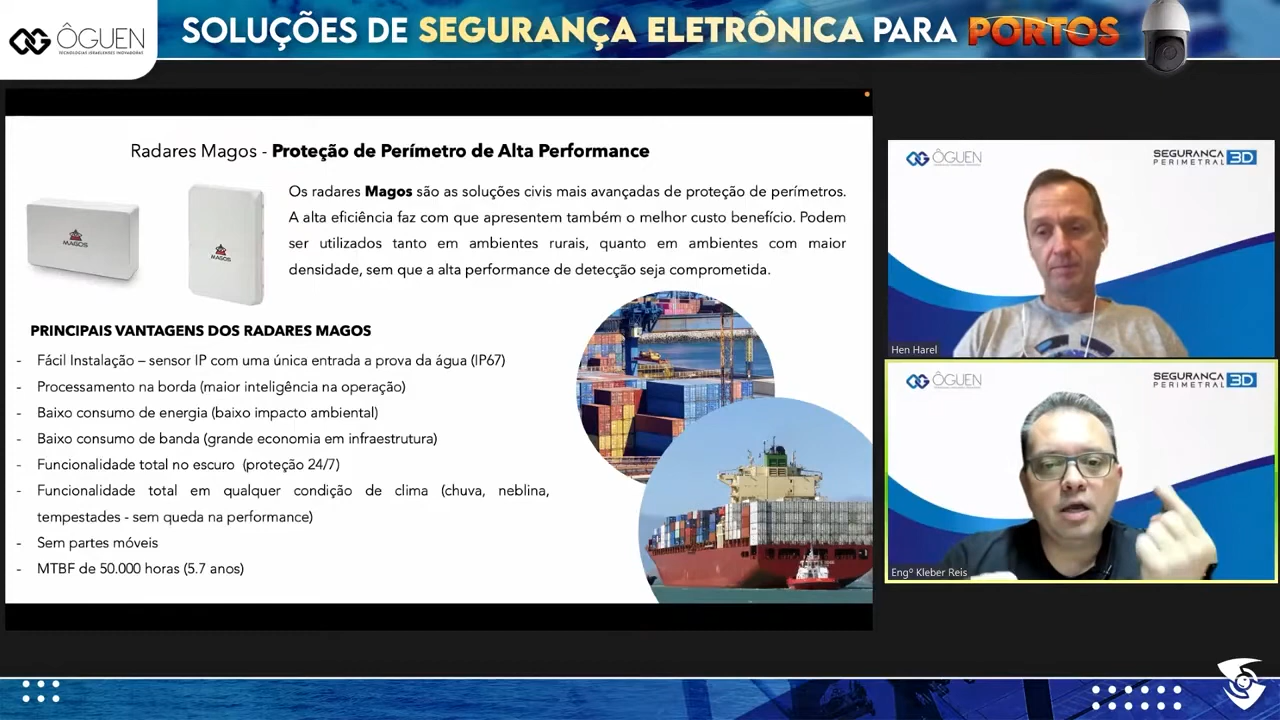 ÔGUEN
TECNOLOGIAS ISRAELENSES INOVADORAS
SOLUÇÕES DE SEGURANÇA ELETRÔNICA PARA PORTOS
Radares Magos - Proteção de Perímetro de Alta Performance
MAGOS
MAGOS
Os radares Magos são as soluções civis mais avançadas de proteção de perímetros.
A alta eficiência faz com que apresentem também o melhor custo benefício. Podem
ser utilizados tanto em ambientes rurais, quanto em ambientes com maior
densidade, sem que a alta performance de detecção seja comprometida.
PRINCIPAIS VANTAGENS DOS RADARES MAGOS
- Fácil Instalação – sensor IP com uma única entrada a prova da água (IP67)
- Processamento na borda (maior inteligência na operação)
- Baixo consumo de energia (baixo impacto ambiental)
- Baixo consumo de banda (grande economia em infraestrutura)
- Funcionalidade total no escuro (proteção 24/7)
- Funcionalidade total em qualquer condição de clima (chuva, neblina,
tempestades - sem queda na performance)
- Sem partes móveis
- MTBF de 50.000 horas (5.7 anos)
ÔGUEN
SEGURANÇA
PERIMETRAL 3D
Hen Harel
ÔGUEN
SEGURANÇA
PERIMETRAL 3D
Engº Kleber Reis